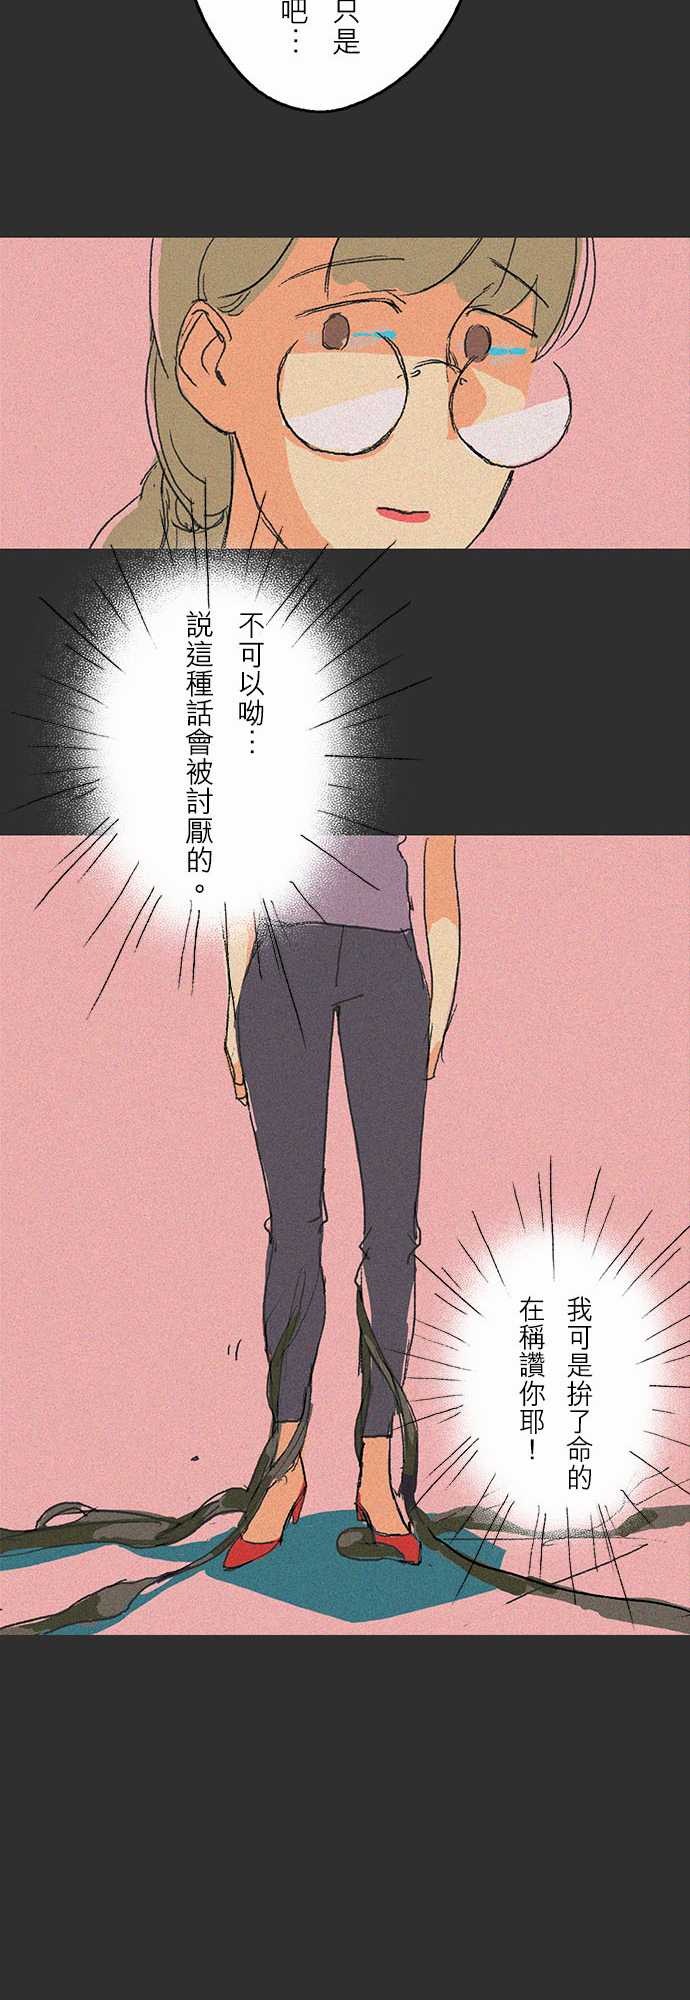 只是
吧…
不可以呦…
說這種話會被討厭的。
我可是拚了命的
在稱讚你耶！